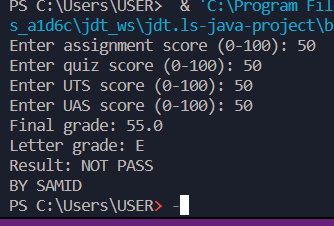 PS C:\Users\USER>  & 'C:\Program Fil
s_a1d6c\jdt_ws\jdt.ls-java-project\b
Enter assignment score (0-100): 50
Enter quiz score (0-100): 50
Enter UTS score (0-100): 50
Enter UAS score (0-100): 50
Final grade: 55.0
Letter grade: E
Result: NOT PASS
BY SAMID
PS C:\Users\USER> -